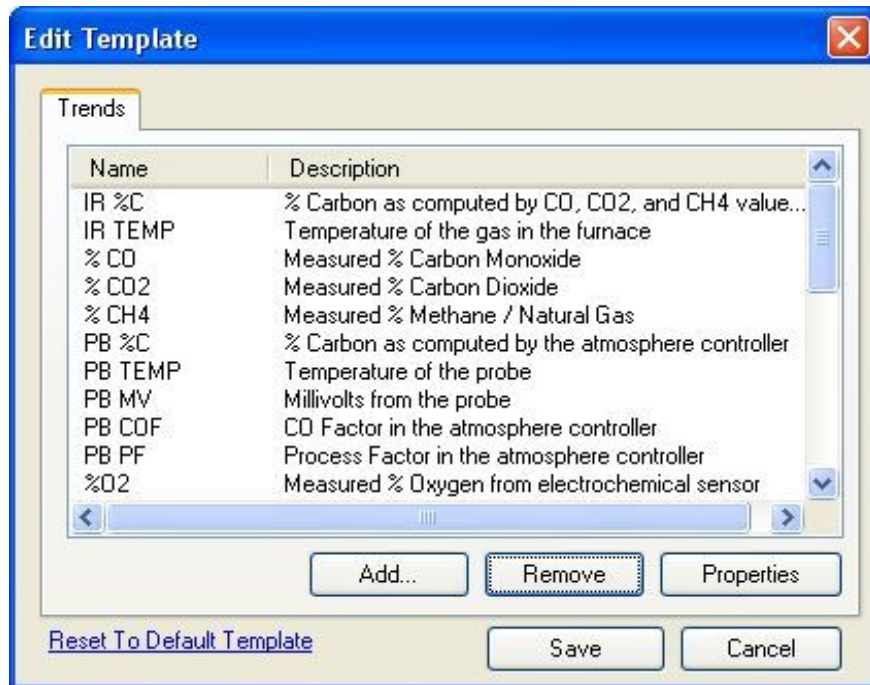 Edit Template
Trends
Name Description
IR %C % Carbon as computed by CO, CO2, and CH4 value...
IR TEMP Temperature of the gas in the furnace
% CO Measured % Carbon Monoxide
% CO2 Measured % Carbon Dioxide
% CH4 Measured % Methane / Natural Gas
PB %C % Carbon as computed by the atmosphere controller
PB TEMP Temperature of the probe
PB MV Millivolts from the probe
PB COF CO Factor in the atmosphere controller
PB PF Process Factor in the atmosphere controller
%O2 Measured % Oxygen from electrochemical sensor
Add... Remove Properties
Reset To Default Template Save Cancel